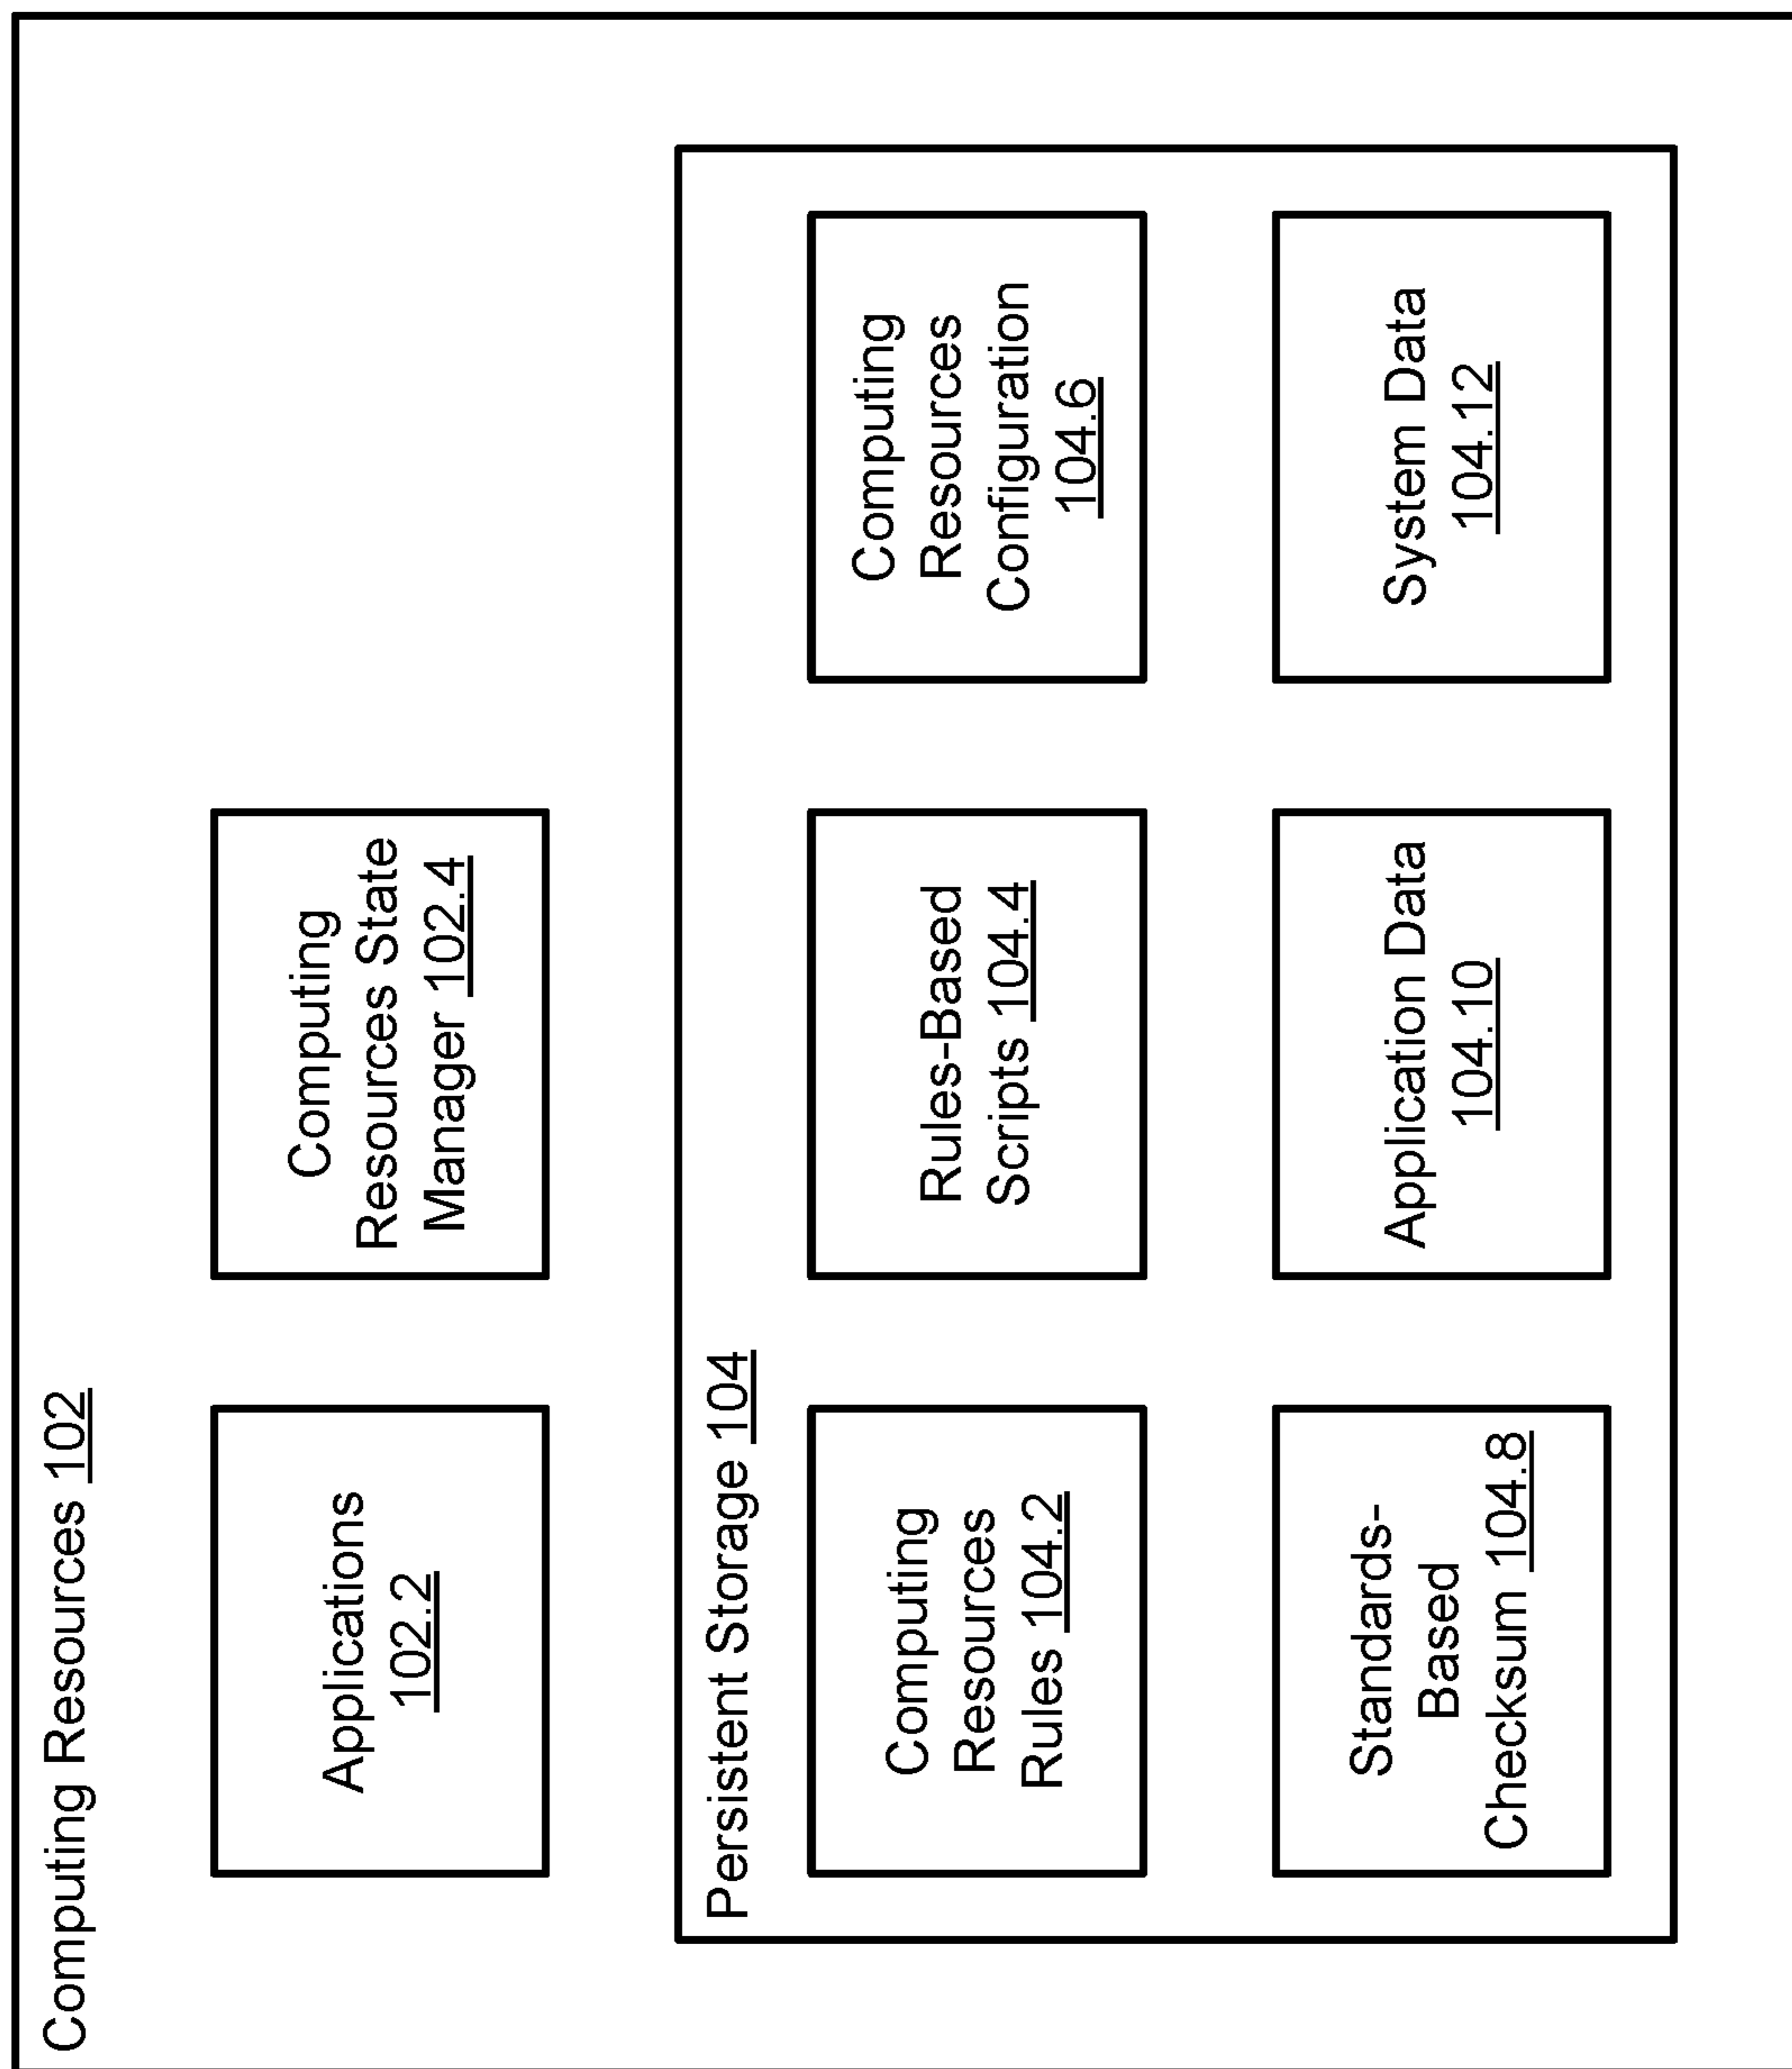 Computing Resources 102
Applications
102.2
Computing
Resources State
Manager 102.4
Persistent Storage 104
Computing
Resources
Rules 104.2
Rules-Based
Scripts 104.4
Computing
Resources
Configuration
104.6
Standards-
Based
Checksum 104.8
Application Data
104.10
System Data
104.12